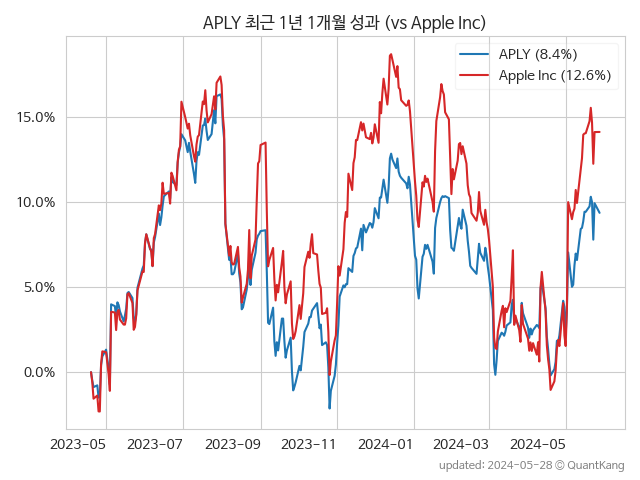 APLY 최근 1년 1개월 성과 (vs Apple Inc)
APLY (8.4%)
Apple Inc (12.6%)
15.0%
10.0%
5.0%
0.0%
2023-05 2023-07 2023-09 2023-11 2024-01 2024-03 2024-05
updated: 2024-05-28 © QuantKang